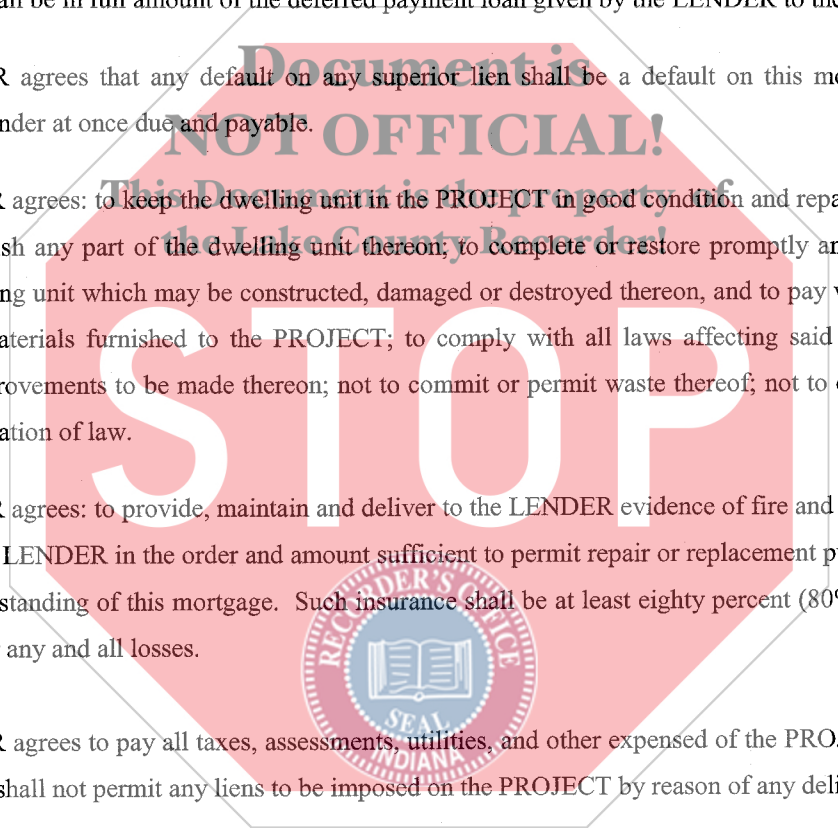 an be in full amount of the deferred payment loan given by the LENDER to the
R agrees that any default on any superior lien shall be a default on this mo
nder at once due and payable.
R agrees: to keep the dwelling unit in the PROJECT in good condition and repa
sh any part of the dwelling unit thereon; to complete or restore promptly an
ng unit which may be constructed, damaged or destroyed thereon, and to pay
aterials furnished to the PROJECT; to comply with all laws affecting said
rovements to be made thereon; not to commit or permit waste thereof; not to
ation of law.
R agrees: to provide, maintain and deliver to the LENDER evidence of fire and
LENDER in the order and amount sufficient to permit repair or replacement p
standing of this mortgage. Such insurance shall be at least eighty percent (80%
any and all losses.
R agrees to pay all taxes, assessments, utilities, and other expensed of the PROJ
shall not permit any liens to be imposed on the PROJECT by reason of any deli
Document is
NOT OFFICIAL!
This Document is the property of
the Lake County Recorder!
STOP
RECORDER'S OFFICE
SEAL
INDIANA